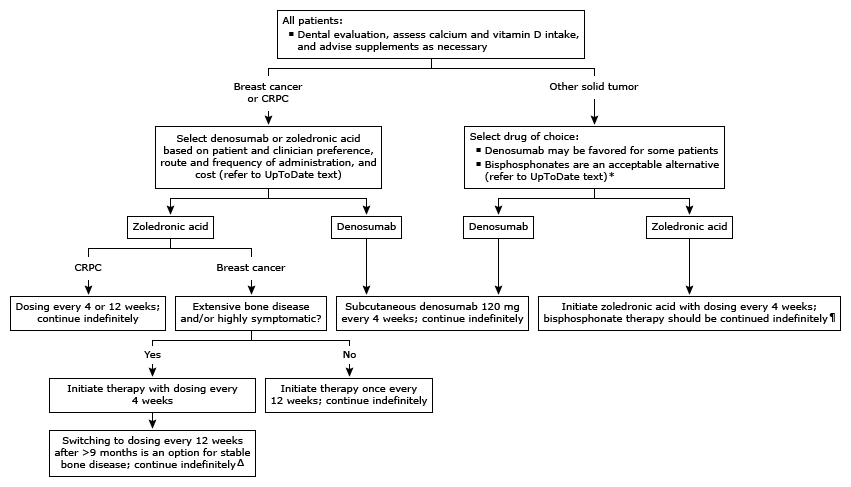 All patients:
▪ Dental evaluation, assess calcium and vitamin D intake,
and advise supplements as necessary
Breast cancer
or CRPC
Other solid tumor
Select denosumab or zoledronic acid
based on patient and clinician preference,
route and frequency of administration, and
cost (refer to UpToDate text)
Select drug of choice:
▪ Denosumab may be favored for some patients
▪ Bisphosphonates are an acceptable alternative
(refer to UpToDate text)*
Zoledronic acid
Denosumab
Denosumab
Zoledronic acid
CRPC
Breast cancer
Dosing every 4 or 12 weeks;
continue indefinitely
Extensive bone disease
and/or highly symptomatic?
Subcutaneous denosumab 120 mg
every 4 weeks; continue indefinitely
Initiate zoledronic acid with dosing every 4 weeks;
bisphosphonate therapy should be continued indefinitely¶
Yes
No
Initiate therapy with dosing every
4 weeks
Initiate therapy once every
12 weeks; continue indefinitely
Switching to dosing every 12 weeks
after >9 months is an option for stable
bone disease; continue indefinitelyΔ